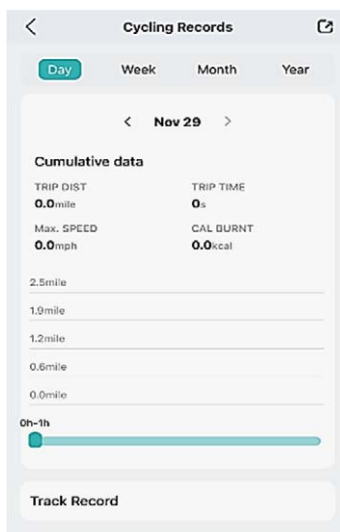 Cycling Records
Day Week Month Year
Nov 29
Cumulative data
TRIP DIST TRIP TIME
0.0mile 0s
Max. SPEED CAL BURNT
0.0mph 0.0kcal
2.5mile
1.9mile
1.2mile
0.6mile
0.0mile
0h-1h
Track Record